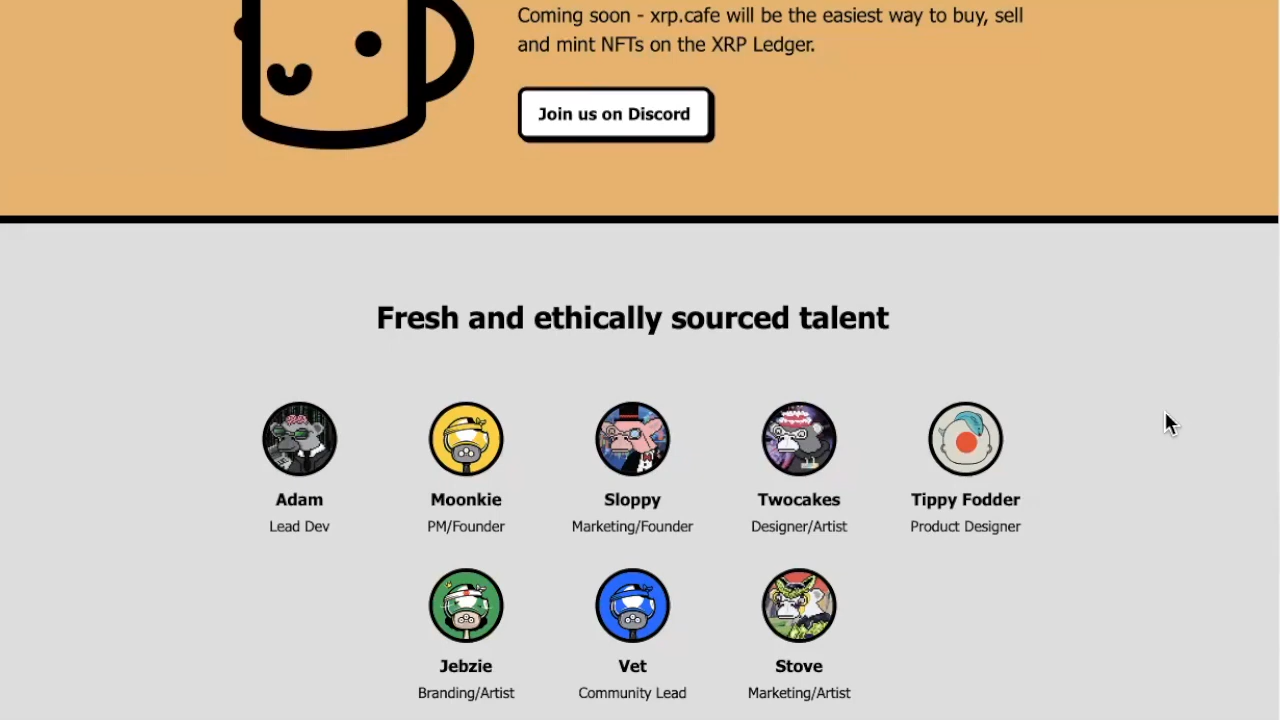 Coming soon - xrp.cafe will be the easiest way to buy, sell
and mint NFTs on the XRP Ledger.
Join us on Discord
Fresh and ethically sourced talent
Adam
Lead Dev
Moonkie
PM/Founder
Sloppy
Marketing/Founder
Twocakes
Designer/Artist
Tippy Fodder
Product Designer
Jebzie
Branding/Artist
Vet
Community Lead
Stove
Marketing/Artist